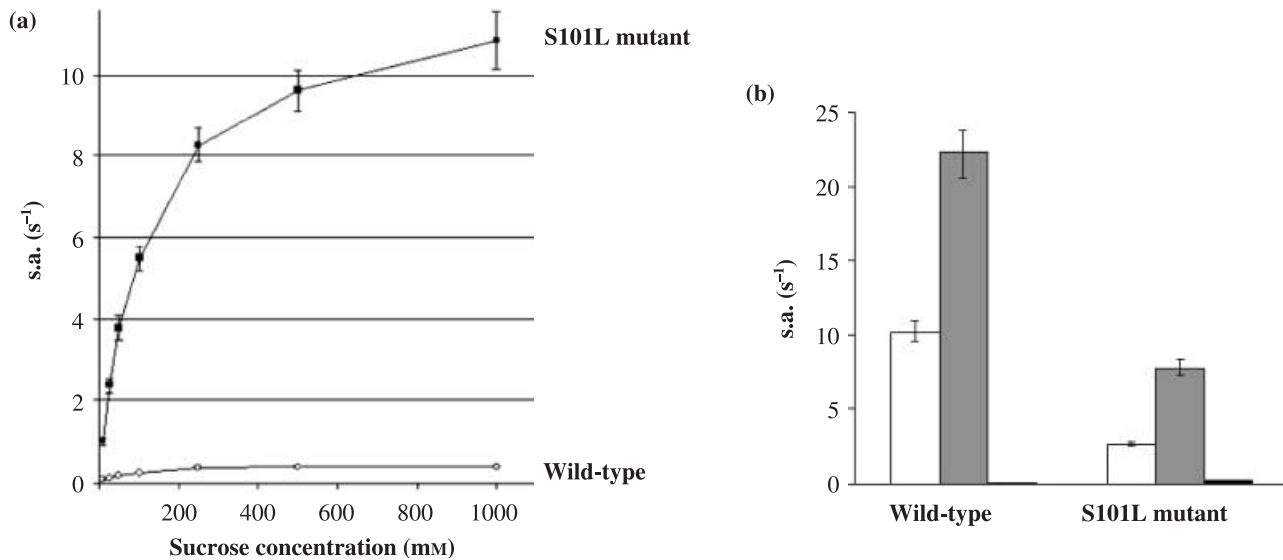 (a)
S101L mutant
10
8
6
4
2
0
s.a. (s⁻¹)
Wild-type
200 400 600 800 1000
Sucrose concentration (mM)
(b)
25
20
15
10
5
0
s.a. (s⁻¹)
Wild-type S101L mutant